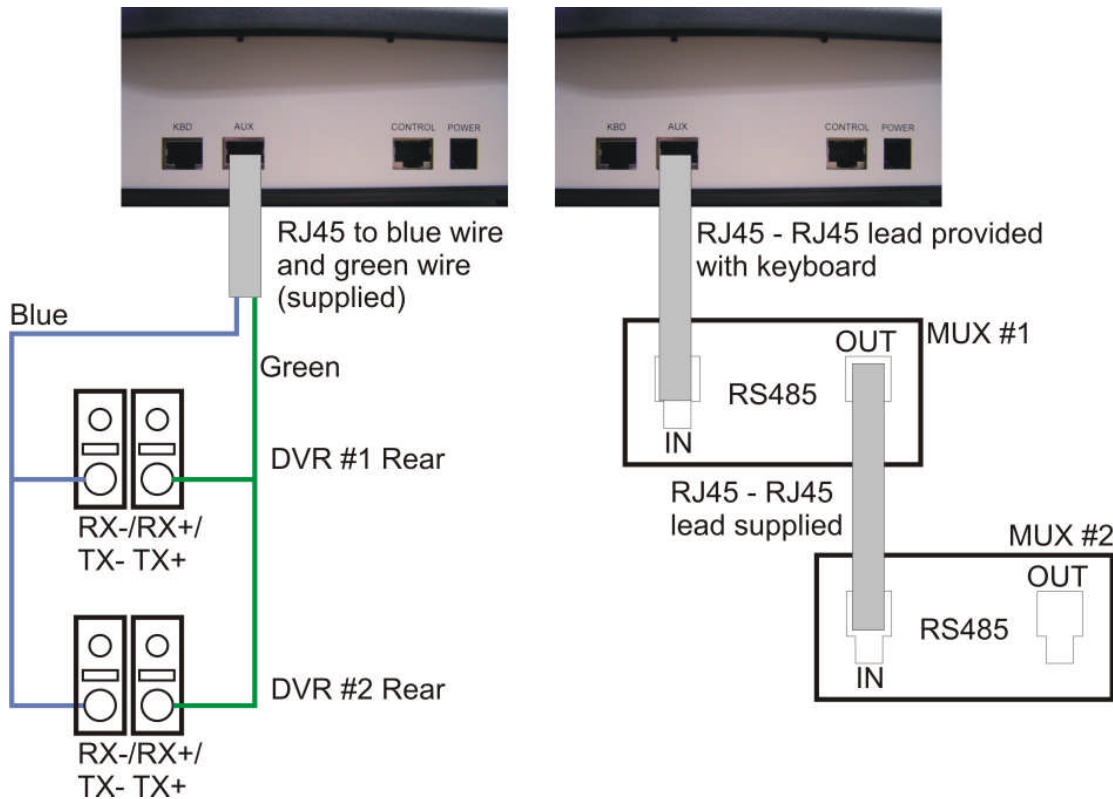 KBD AUX CONTROL POWER
RJ45 to blue wire
and green wire
(supplied)
Blue
Green
DVR #1 Rear
RX-/RX+/
TX- TX+
DVR #2 Rear
RX-/RX+/
TX- TX+
KBD AUX CONTROL POWER
RJ45 - RJ45 lead provided
with keyboard
MUX #1
OUT
RS485
IN
RJ45 - RJ45
lead supplied
MUX #2
OUT
RS485
IN